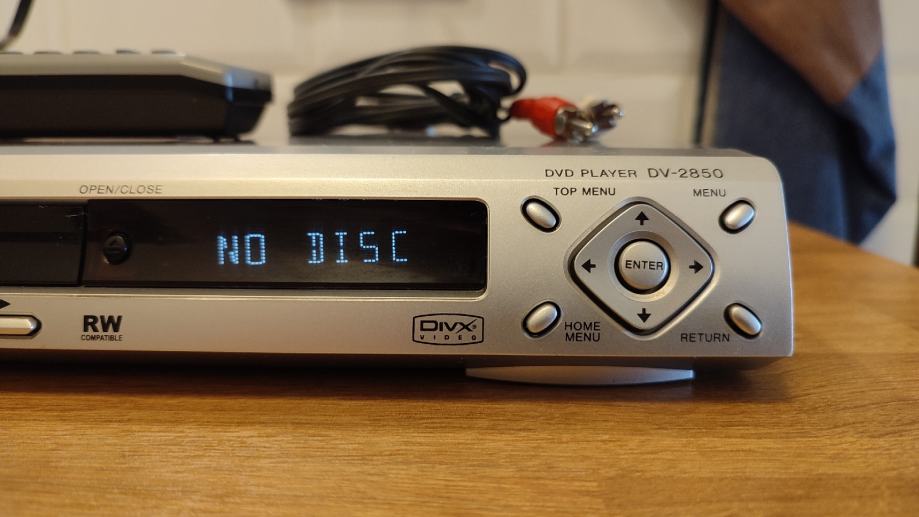 DVD PLAYER DV-2850
OPEN/CLOSE
TOP MENU
MENU
NO DISC
ENTER
RW
COMPATIBLE
DIVX®
VIDEO
HOME
MENU
RETURN